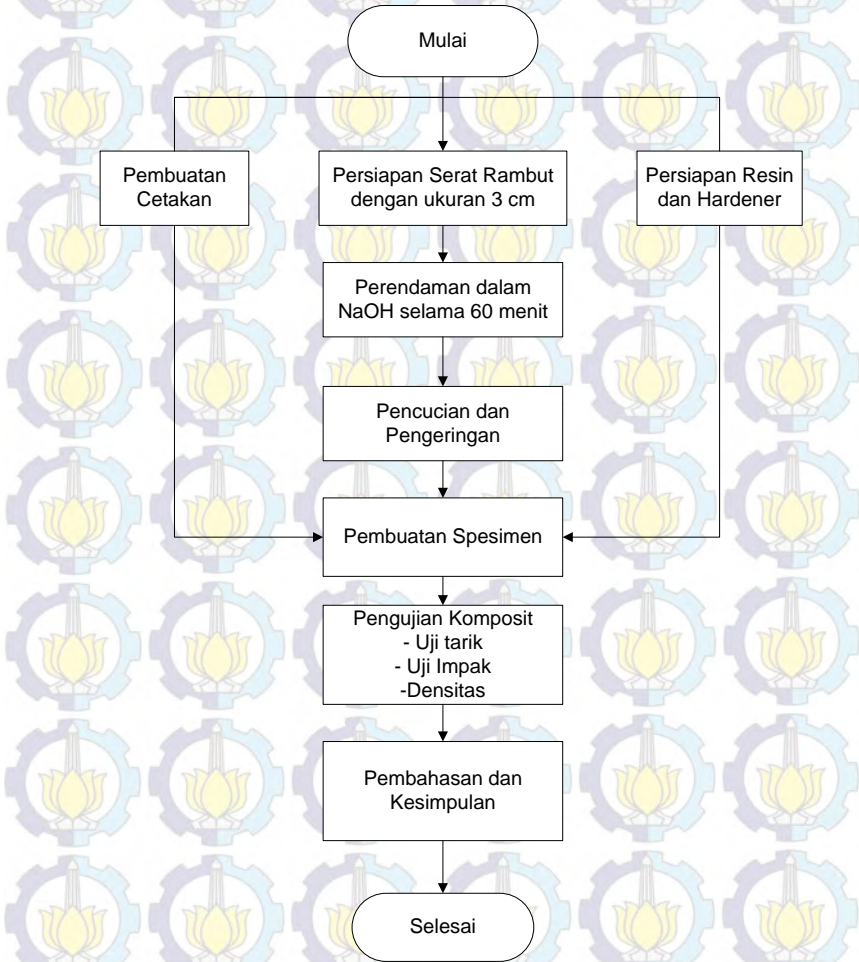 Mulai
Pembuatan
Cetakan
Persiapan Serat Rambut
dengan ukuran 3 cm
Persiapan Resin
dan Hardener
Perendaman dalam
NaOH selama 60 menit
Pencucian dan
Pengeringan
Pembuatan Spesimen
Pengujian Komposit
- Uji tarik
- Uji Impak
-Densitas
Pembahasan dan
Kesimpulan
Selesai